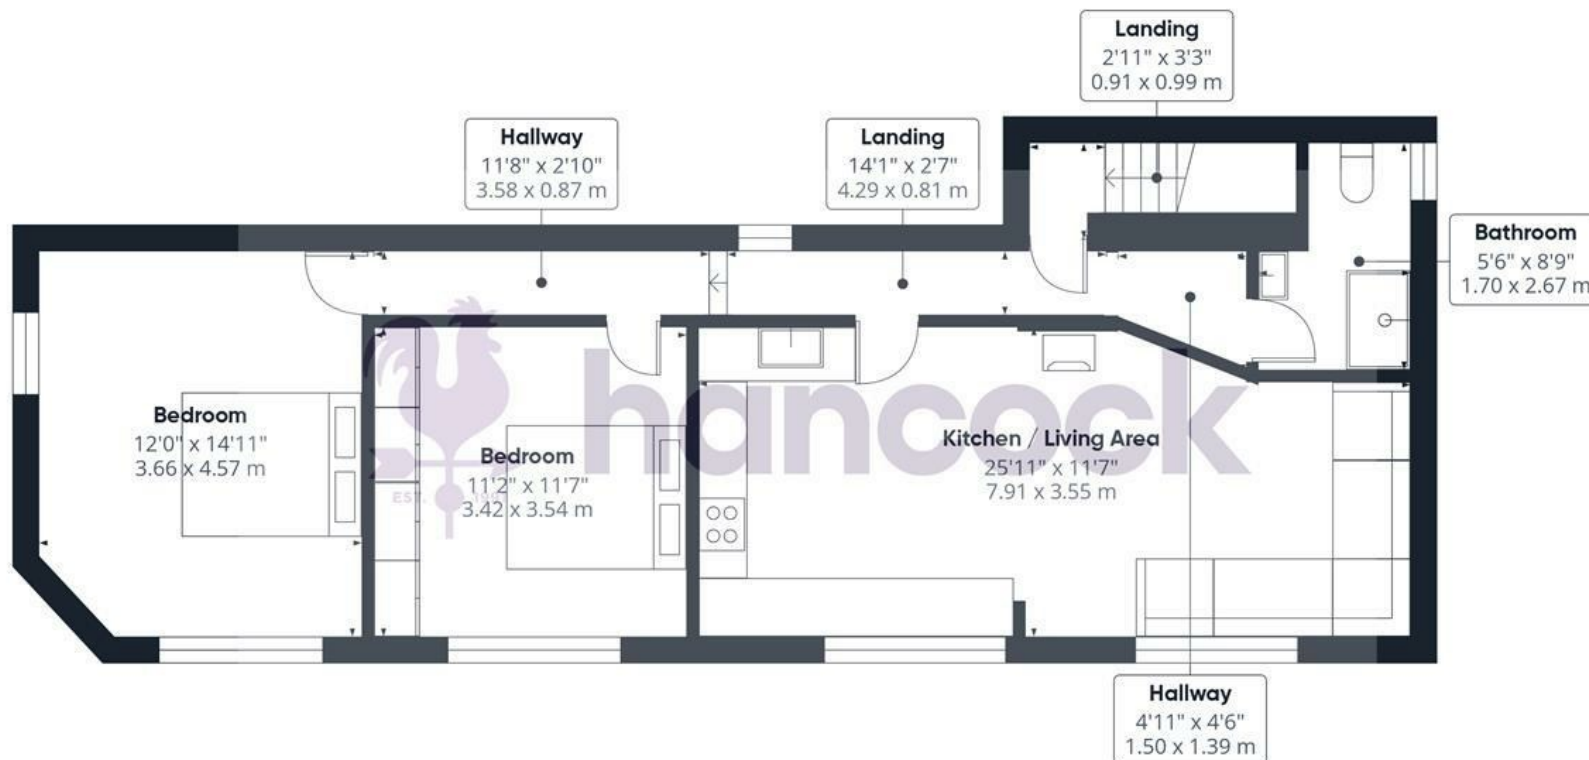 Landing
2'11" x 3'3"
0.91 x 0.99 m
Hallway
11'8" x 2'10"
3.58 x 0.87 m
Landing
14'1" x 2'7"
4.29 x 0.81 m
Bathroom
5'6" x 8'9"
1.70 x 2.67 m
Bedroom
12'0" x 14'11"
3.66 x 4.57 m
Bedroom
11'2" x 11'7"
3.42 x 3.54 m
Kitchen / Living Area
25'11" x 11'7"
7.91 x 3.55 m
hancock
EST.
Hallway
4'11" x 4'6"
1.50 x 1.39 m